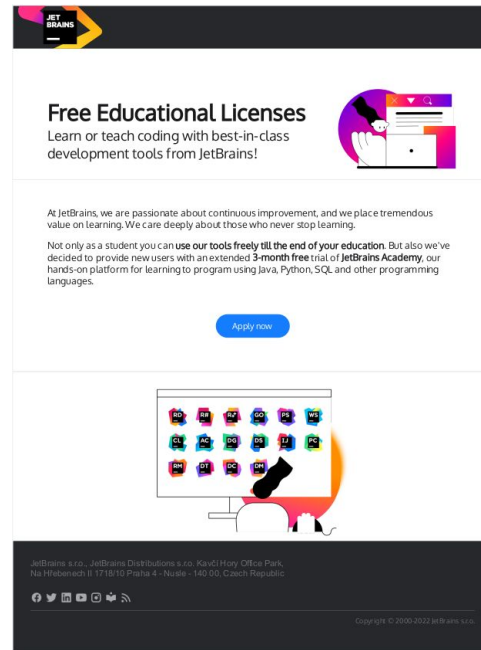 JET
BRAINS
Free Educational Licenses
Learn or teach coding with best-in-class
development tools from JetBrains!
At JetBrains, we are passionate about continuous improvement, and we place tremendous
value on learning. We care deeply about those who never stop learning.
Not only as a student you can use our tools freely till the end of your education. But also we've
decided to provide new users with an extended 3-month free trial of JetBrains Academy, our
hands-on platform for learning to program using Java, Python, SQL and other programming
languages.
Apply now
RD R# R⤴ GO PS WS
CL AC DG DS IJ PC
RM DT DC DM
JetBrains s.r.o., JetBrains Distributions s.r.o. Kavčí Hory Office Park,
Na Hřebenech II 1718/10 Praha 4 - Nusle - 140 00, Czech Republic
Copyright © 2000-2022 JetBrains s.r.o.